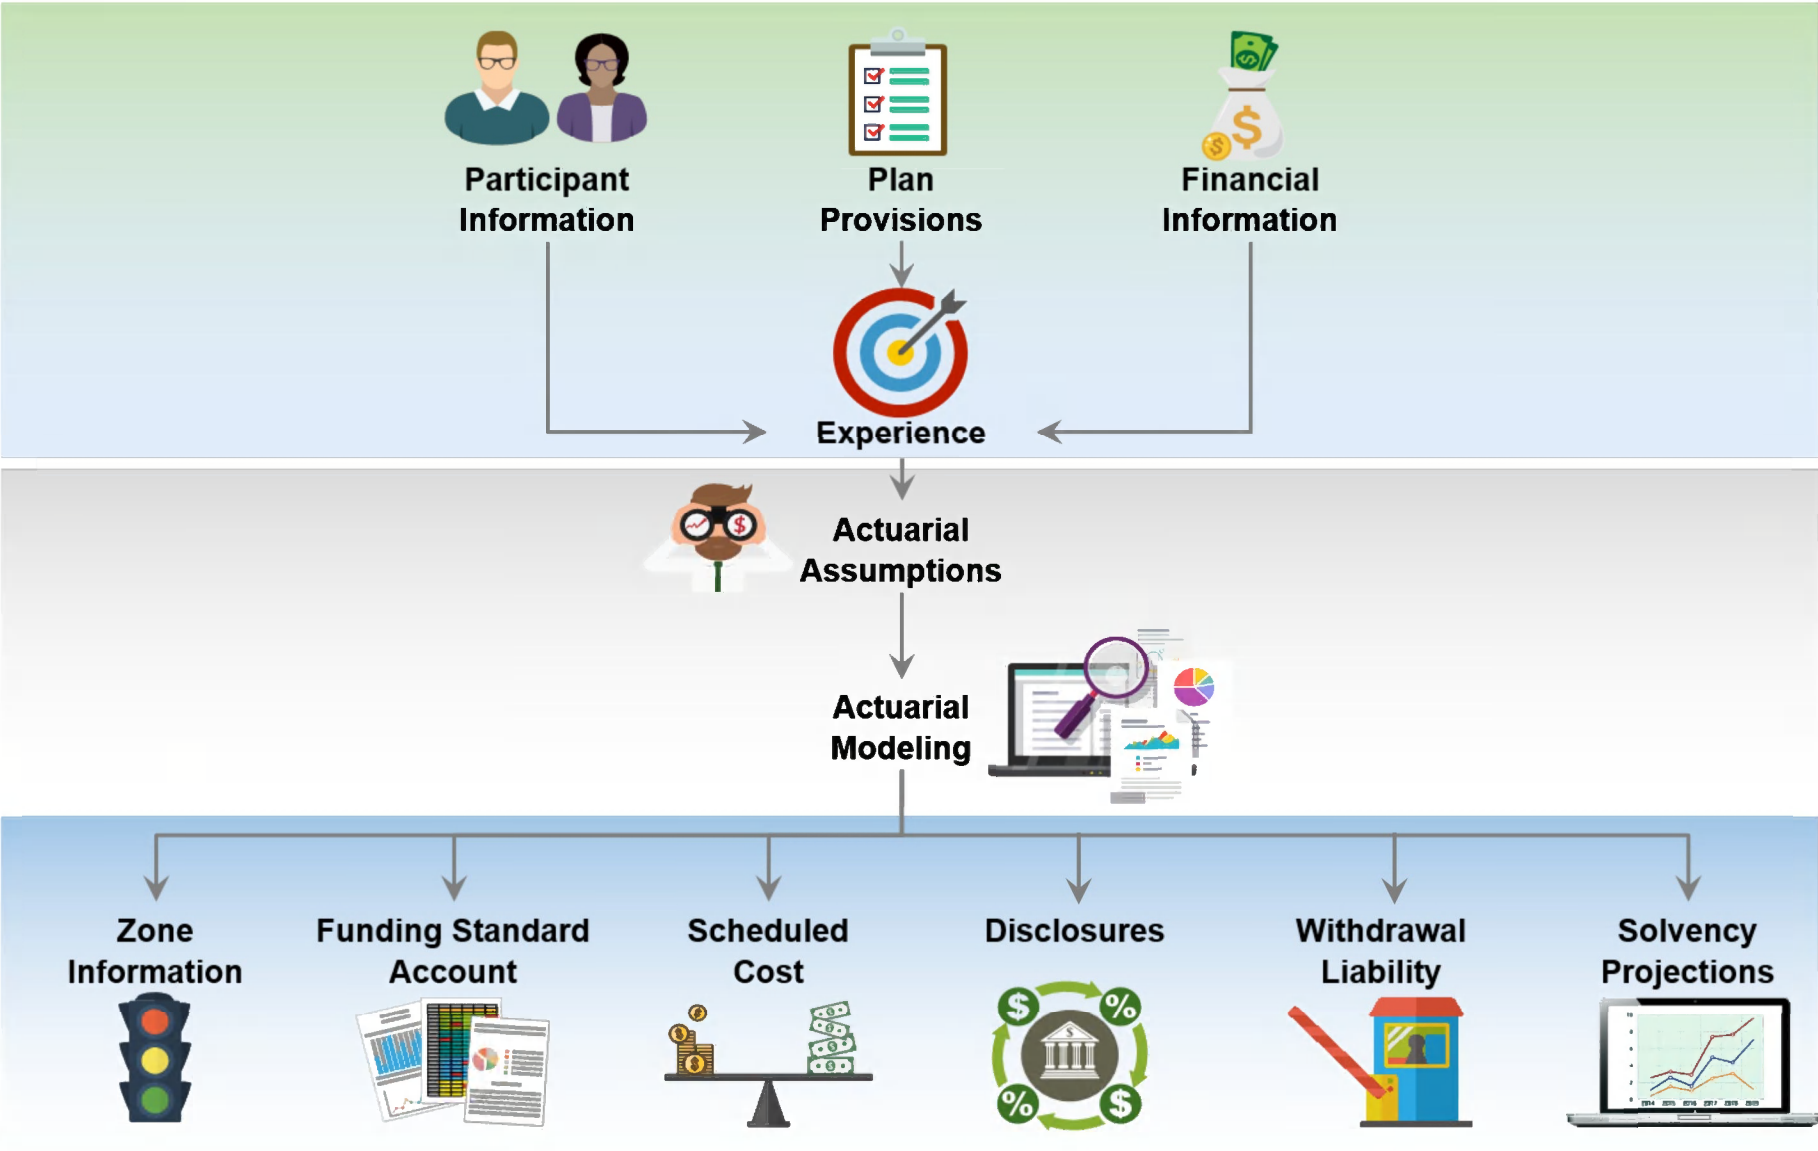 Participant
Information
Plan
Provisions
Financial
Information
Experience
Actuarial
Assumptions
Actuarial
Modeling
Zone
Information
Funding Standard
Account
Scheduled
Cost
Disclosures
Withdrawal
Liability
Solvency
Projections